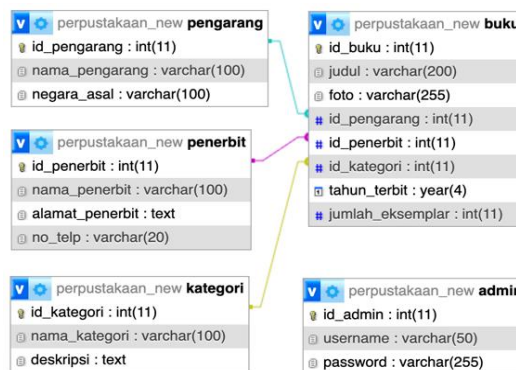 perpustakaan_new pengarang
id_pengarang : int(11)
nama_pengarang : varchar(100)
negara_asal : varchar(100)
perpustakaan_new penerbit
id_penerbit : int(11)
nama_penerbit : varchar(100)
alamat_penerbit : text
no_telp : varchar(20)
perpustakaan_new kategori
id_kategori : int(11)
nama_kategori : varchar(100)
deskripsi : text
perpustakaan_new buku
id_buku : int(11)
judul : varchar(200)
foto : varchar(255)
id_pengarang : int(11)
id_penerbit : int(11)
id_kategori : int(11)
tahun_terbit : year(4)
jumlah_eksemplar : int(11)
perpustakaan_new admin
id_admin : int(11)
username : varchar(50)
password : varchar(255)